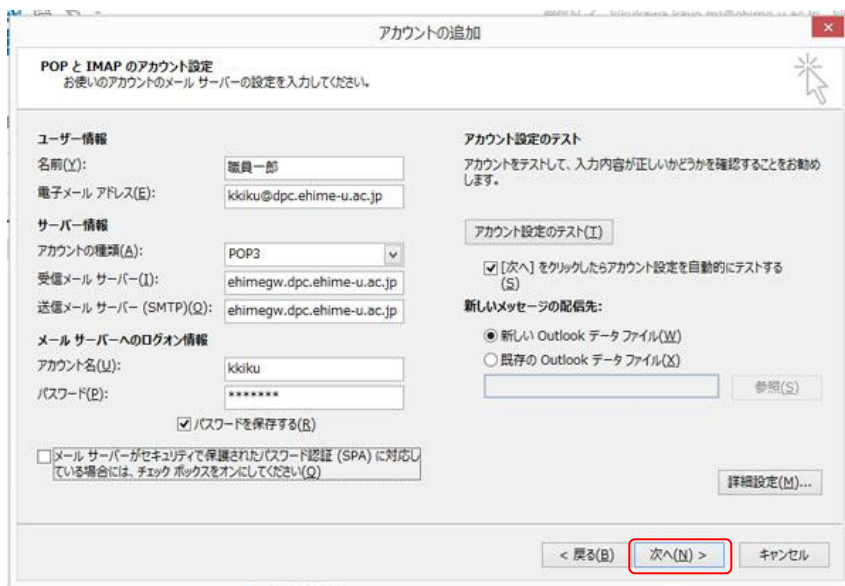 アカウントの追加
POP と IMAP のアカウント設定
お使いのアカウントのメール サーバーの設定を入力してください。
ユーザー情報
名前(Y):
職員一郎
電子メール アドレス(E):
kkiku@dpc.ehime-u.ac.jp
サーバー情報
アカウントの種類(A):
POP3
受信メール サーバー(I):
ehimegw.dpc.ehime-u.ac.jp
送信メール サーバー (SMTP)(O):
ehimegw.dpc.ehime-u.ac.jp
メール サーバーへのログオン情報
アカウント名(U):
kkiku
パスワード(P):
*******
パスワードを保存する(R)
メール サーバーがセキュリティで保護されたパスワード認証 (SPA) に対応し
ている場合には、チェック ボックスをオンにしてください(Q)
アカウント設定のテスト
アカウントをテストして、入力内容が正しいかどうかを確認することをお勧め
します。
アカウント設定のテスト(T)
[次へ] をクリックしたらアカウント設定を自動的にテストする
(S)
新しいメッセージの配信先:
新しい Outlook データ ファイル(W)
既存の Outlook データ ファイル(X)
参照(S)
詳細設定(M)...
< 戻る(B)
次へ(N) >
キャンセル